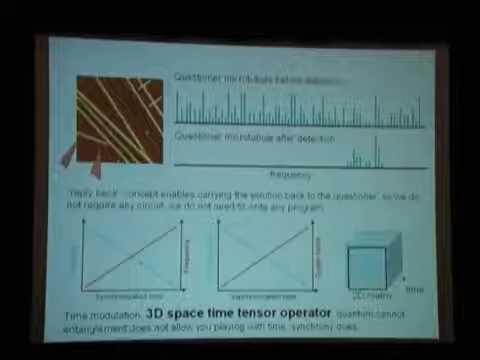 Questioner microtubule before detection
Questioner microtubule after detection
frequency
"reply back" concept enables carrying the solution back to the questioner, so we do
not require any circuit, we do not need to write any program
Frequency
2D matrix
time
Time modulation, 3D space time tensor operator, quantum cannot
entanglement does not allow you playing with time, synchrony does.